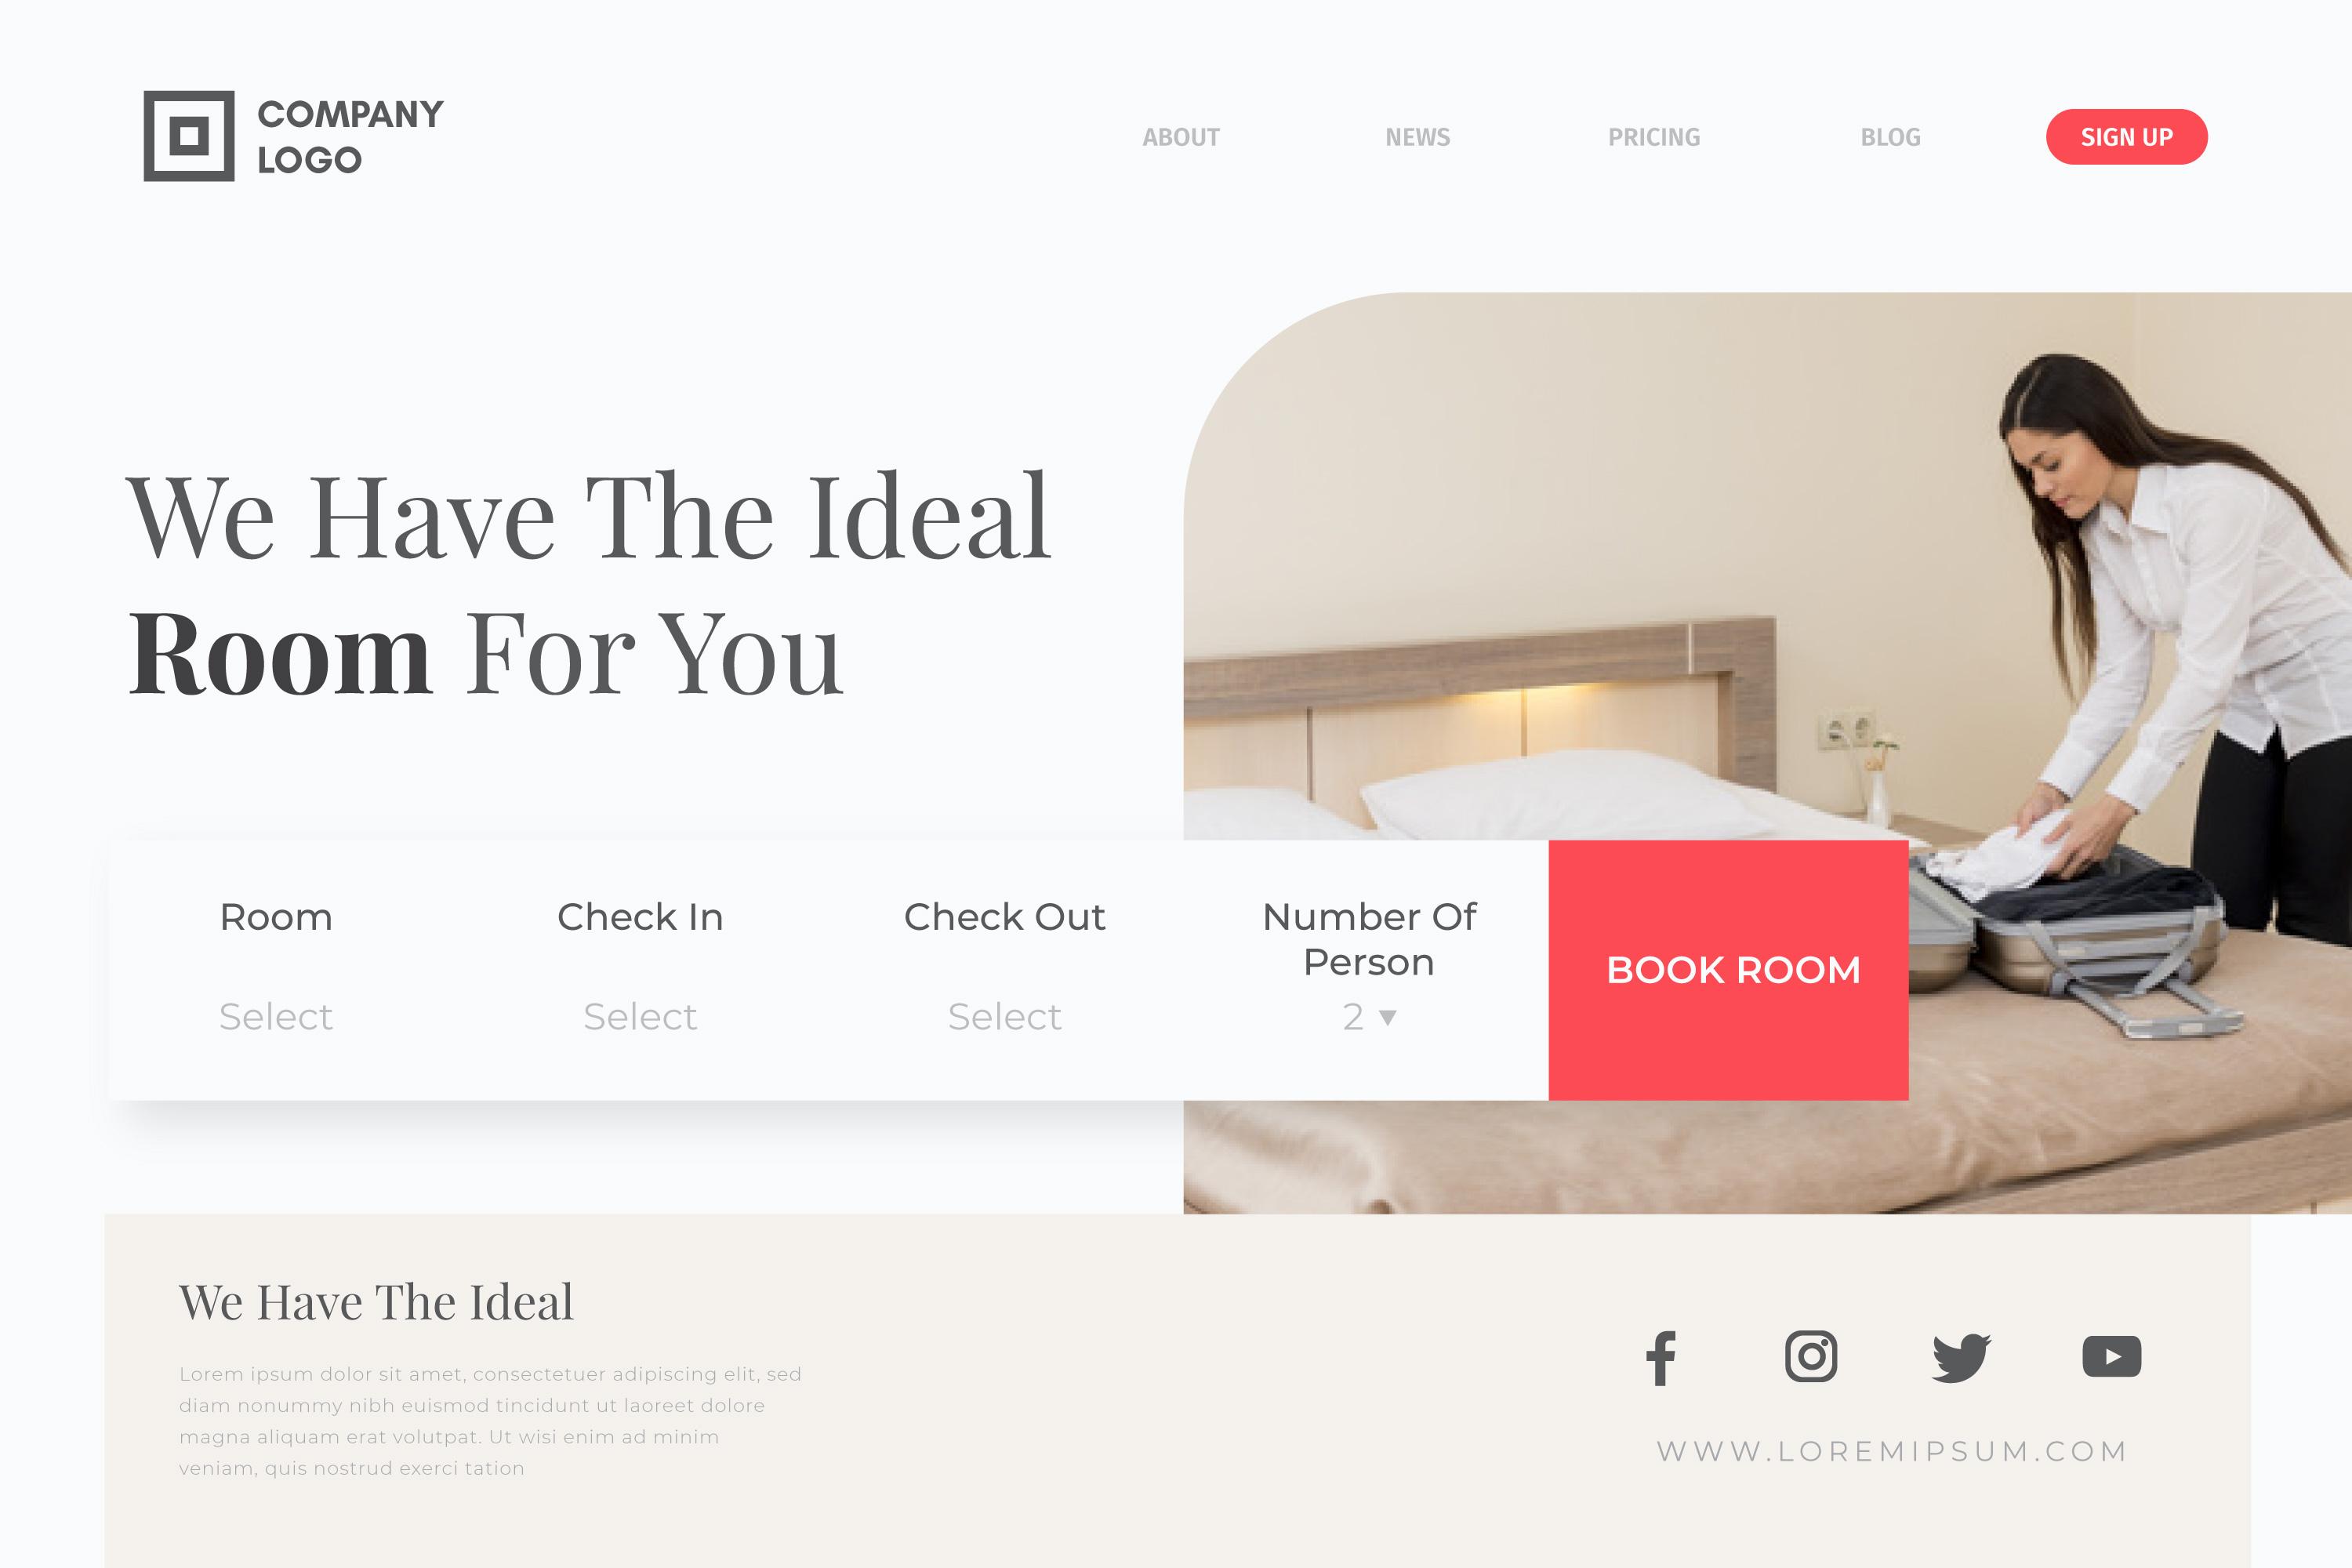 COMPANY
LOGO
ABOUT NEWS PRICING BLOG SIGN UP
We Have The Ideal
Room For You
Room Check In Check Out Number Of
Person
Select Select Select 2
BOOK ROOM
We Have The Ideal
Lorem ipsum dolor sit amet, consectetuer adipiscing elit, sed
diam nonummy nibh euismod tincidunt ut laoreet dolore
magna aliquam erat volutpat. Ut wisi enim ad minim
veniam, quis nostrud exerci tation
WWW.LOREMIPSUM.COM